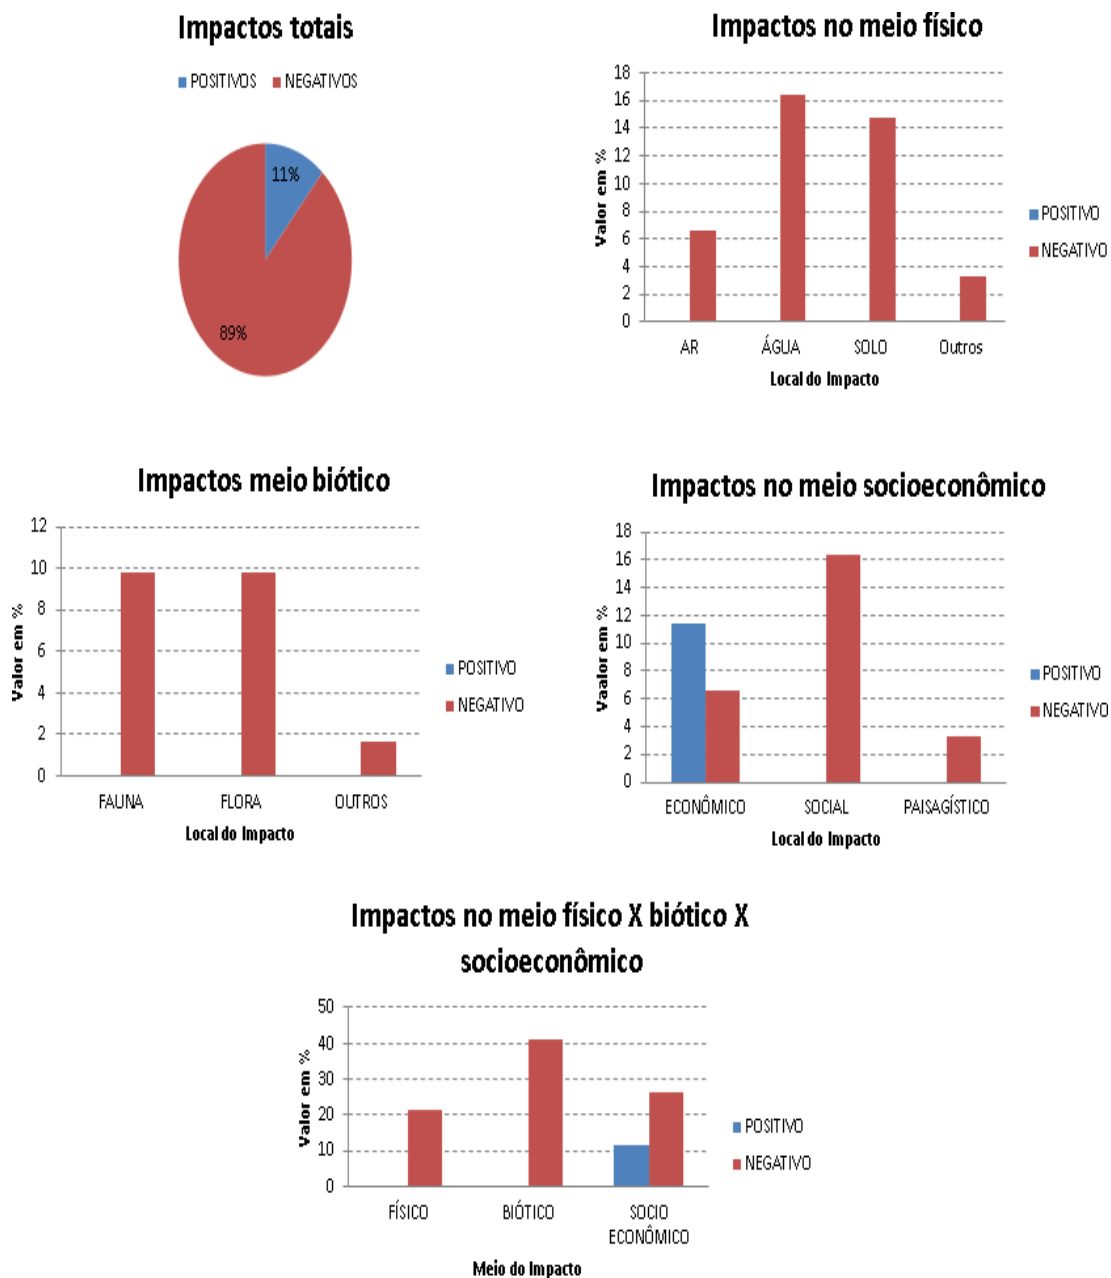 Impactos totais
POSITIVOS NEGATIVOS
11%
89%
Impactos no meio físico
18
16
14
12
10
8
6
4
2
0
Valor em %
AR ÁGUA SOLO Outros
Local do Impacto
POSITIVO
NEGATIVO
Impactos meio biótico
12
10
8
6
4
2
0
Valor em %
FAUNA FLORA OUTROS
Local do Impacto
POSITIVO
NEGATIVO
Impactos no meio socioeconômico
18
16
14
12
10
8
6
4
2
0
Vaalor em %
ECONÔMICO SOCIAL PAISAGÍSTICO
Local do Impacto
POSITIVO
NEGATIVO
Impactos no meio físico X biótico X
socioeconômico
50
40
30
20
10
0
Valor em %
FÍSICO BIÓTICO SOCIO
ECONÔMICO
Meio do Impacto
POSITIVO
NEGATIVO